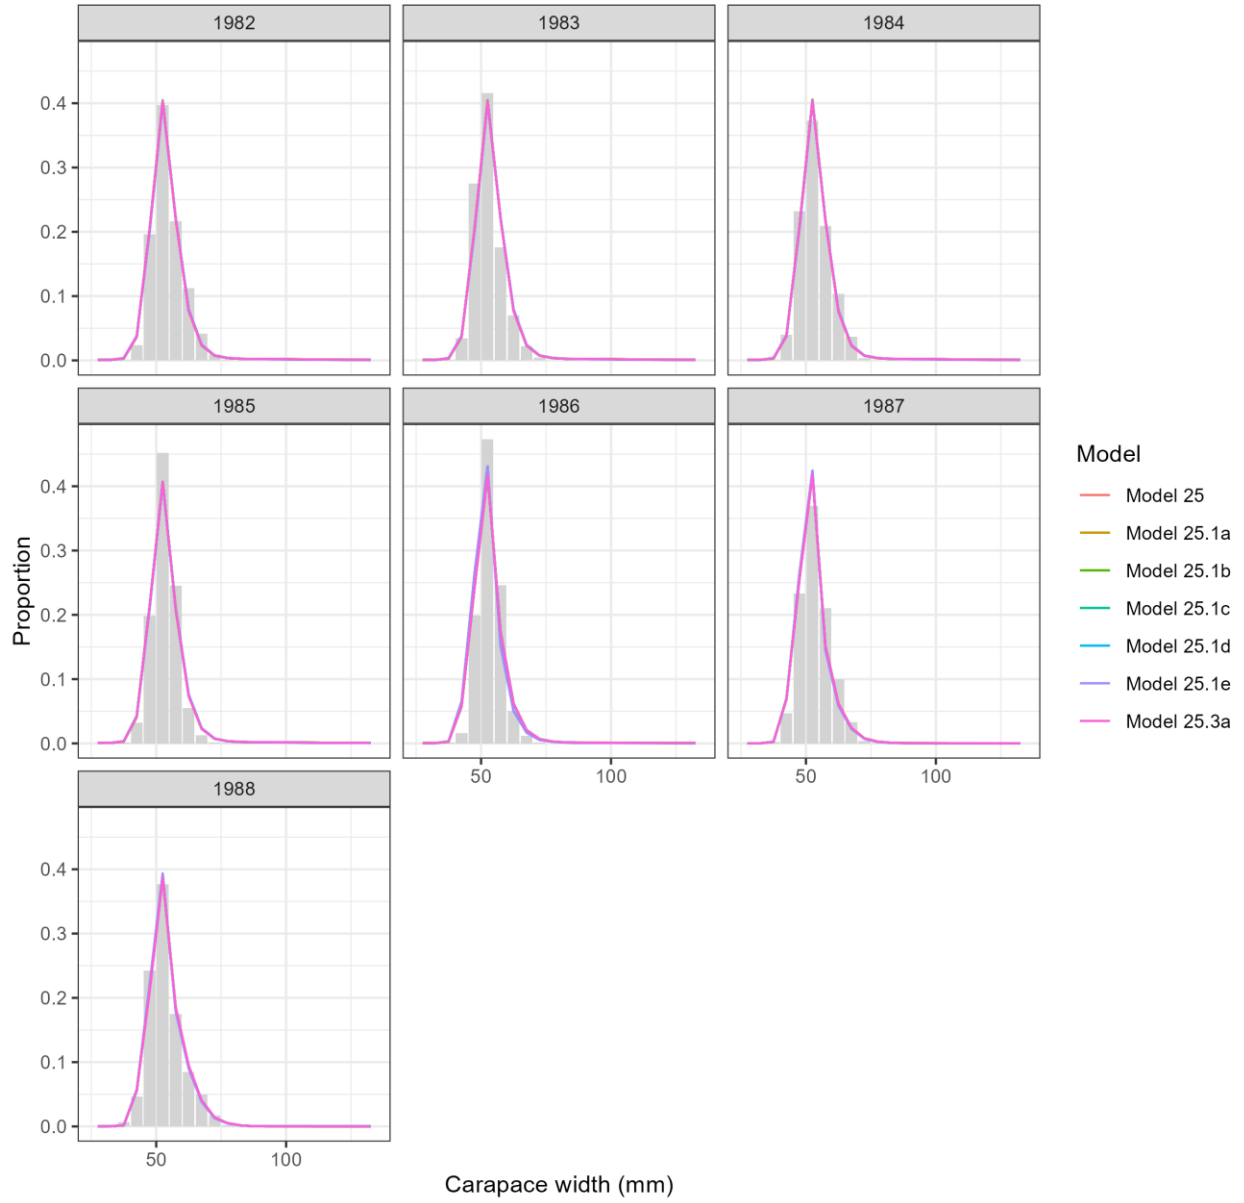 1982 1983 1984
0.4
0.3
0.2
0.1
0.0
1985 1986 1987
0.4
0.3
0.2
0.1
0.0
50 100 50 100
1988
0.4
0.3
0.2
0.1
0.0
50 100
Carapace width (mm)
Proportion
Model
Model 25
Model 25.1a
Model 25.1b
Model 25.1c
Model 25.1d
Model 25.1e
Model 25.3a